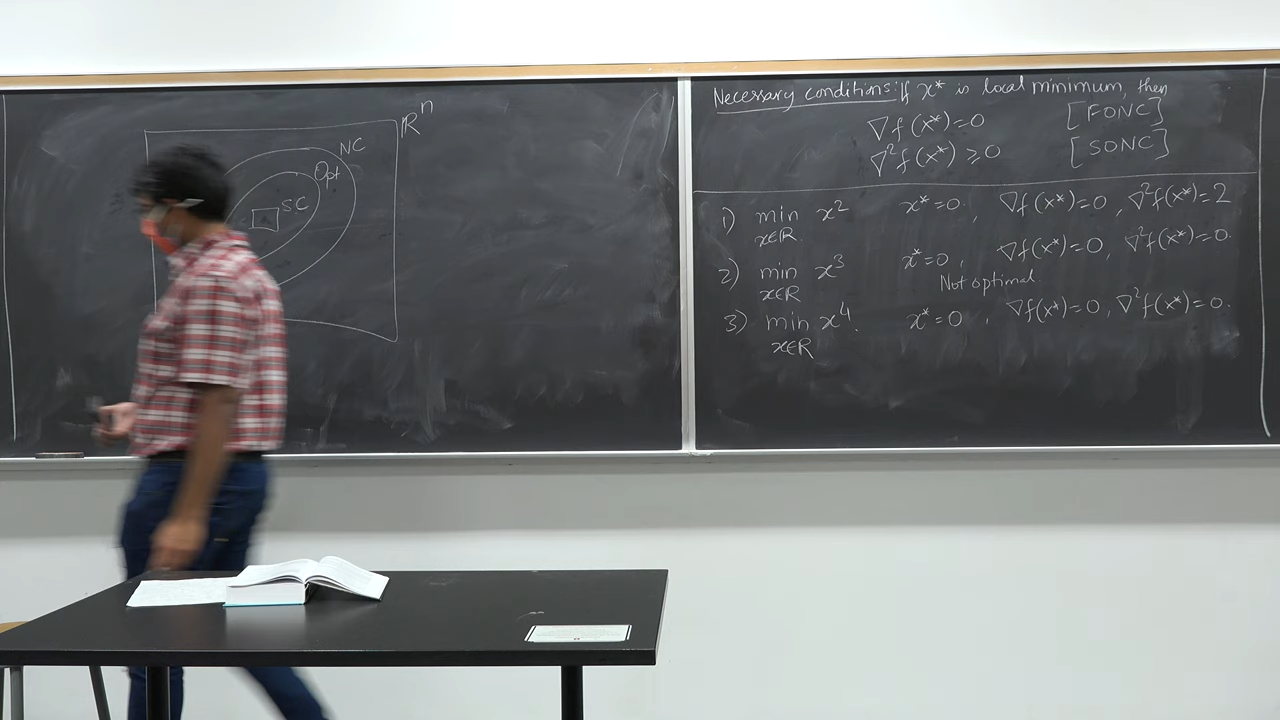 ℝⁿ
NC
Opt
SC
Necessary conditions: If x* is local minimum, then
∇f(x*)=0 [FONC]
∇²f(x*)⩾0 [SONC]
1) min x² x*=0, ∇f(x*)=0, ∇²f(x*)=2
x∈ℝ.
2) min x³ x*=0, ∇f(x*)=0, ∇²f(x*)=0.
x∈ℝ Not optimal.
3) min x⁴. x*=0, ∇f(x*)=0, ∇²f(x*)=0.
x∈ℝ